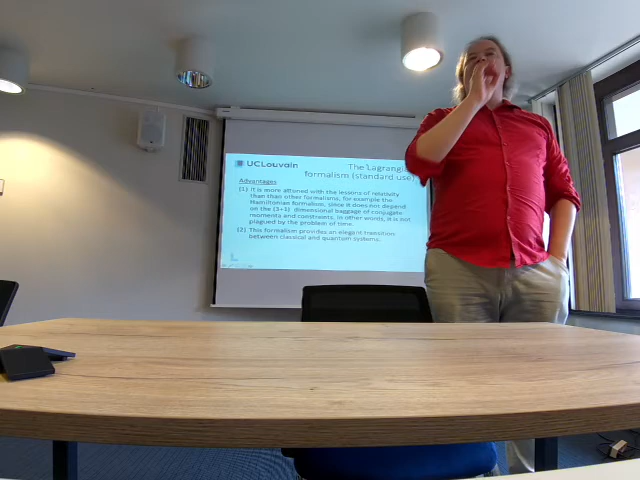 UCLouvain
The Lagrangian
formalism (standard use)
Advantages
(1) It is more attuned with the lessons of relativity
than than other formalisms, for example the
Hamiltonian formalism, since it does not depend
on the (3+1) dimensional baggage of conjugate
momenta and constraints. In other words, it is not
plagued by the problem of time.
(2) This formalism provides an elegant transition
between classical and quantum systems.